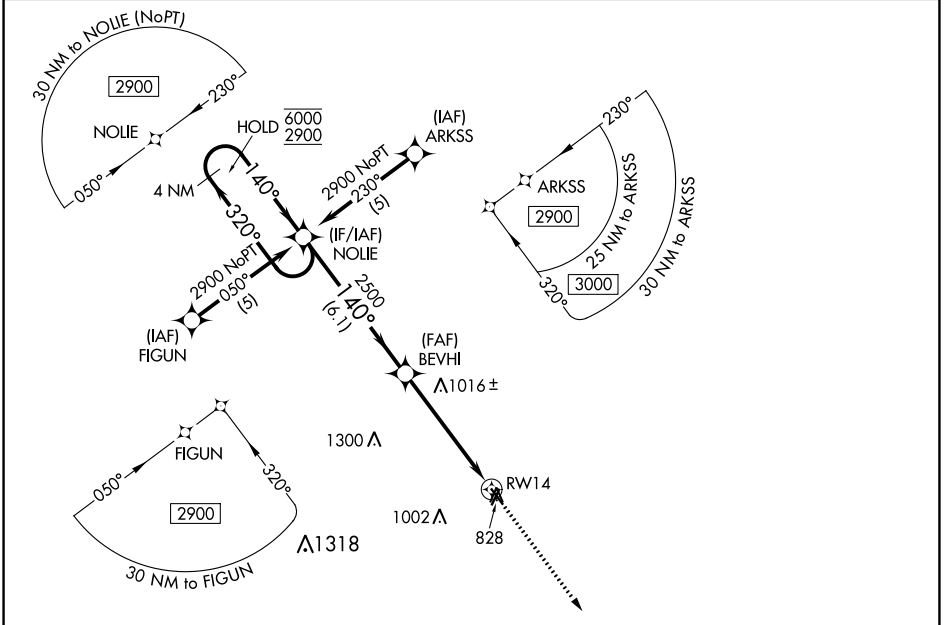 30 NM to NOLIE (NoPT)
2900
230°
NOLIE
050°
HOLD 6000
2900
4 NM
140°
320°
(IAF)
ARKSS
2900 NoPT
230°
(5)
(IF/IAF)
NOLIE
2900 NoPT
050°
(5)
(IAF)
FIGUN
2500
140°
(6.1)
(FAF)
BEVHI
1016 ±
1300
RW14
1002
828
1318
230°
ARKSS
2900
25 NM to ARKSS
3000
30 NM to ARKSS
320°
FIGUN
050°
320°
2900
30 NM to FIGUN